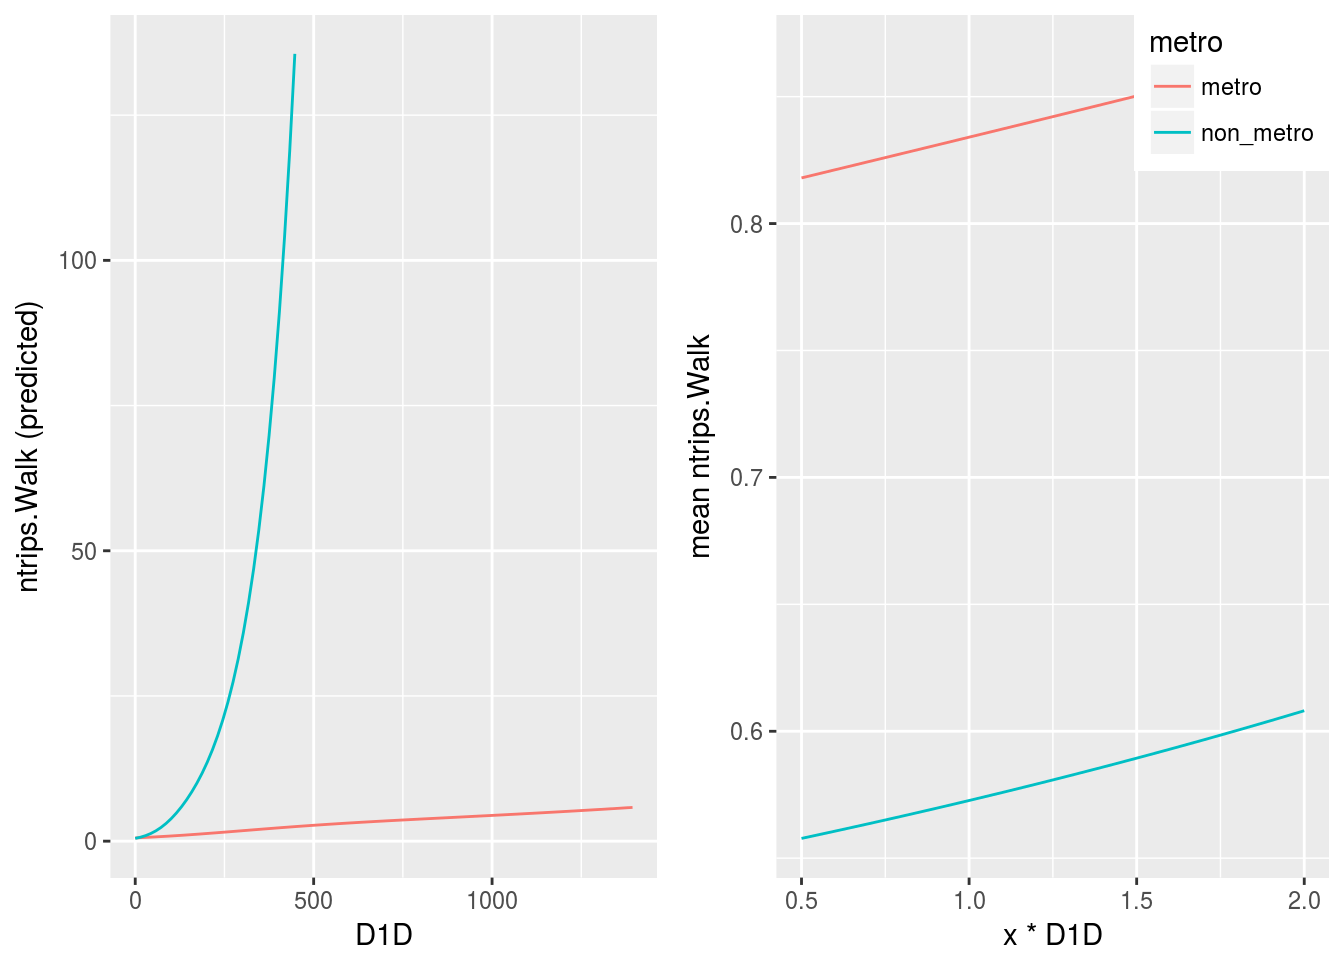 ntrips.Walk (predicted)
100
50
0
0
500
1000
D1D
mean ntrips.Walk
0.8
0.7
0.6
0.5
1.0
1.5
2.0
x * D1D
metro
metro
non_metro